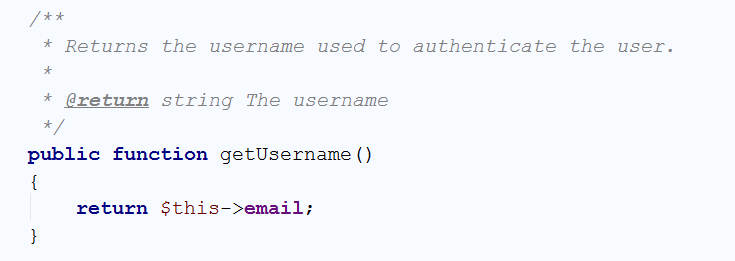 /**
 * Returns the username used to authenticate the user.
 *
 * @return string The username
 */
public function getUsername()
{
    return $this->email;
}